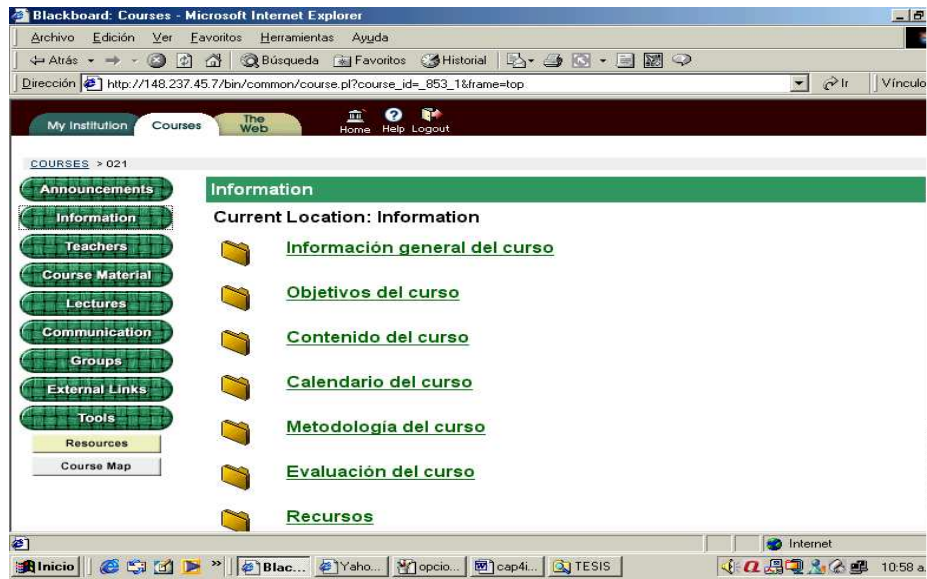 Blackboard: Courses - Microsoft Internet Explorer
Archivo Edición Ver Favoritos Herramientas Ayuda
Atrás Búsqueda Favoritos Historial
Dirección http://148.237.45.7/bin/common/course.pl?course_id=_853_1&frame=top Ir Vínculo
My Institution Courses The Web Home Help Logout
COURSES > 021
Announcements
Information
Teachers
Course Material
Lectures
Communication
Groups
External Links
Tools
Resources
Course Map
Information
Current Location: Information
Información general del curso
Objetivos del curso
Contenido del curso
Calendario del curso
Metodología del curso
Evaluación del curso
Recursos
Internet
Inicio » Blac... Yaho... opcio... cap4i... TESIS 10:58 a.